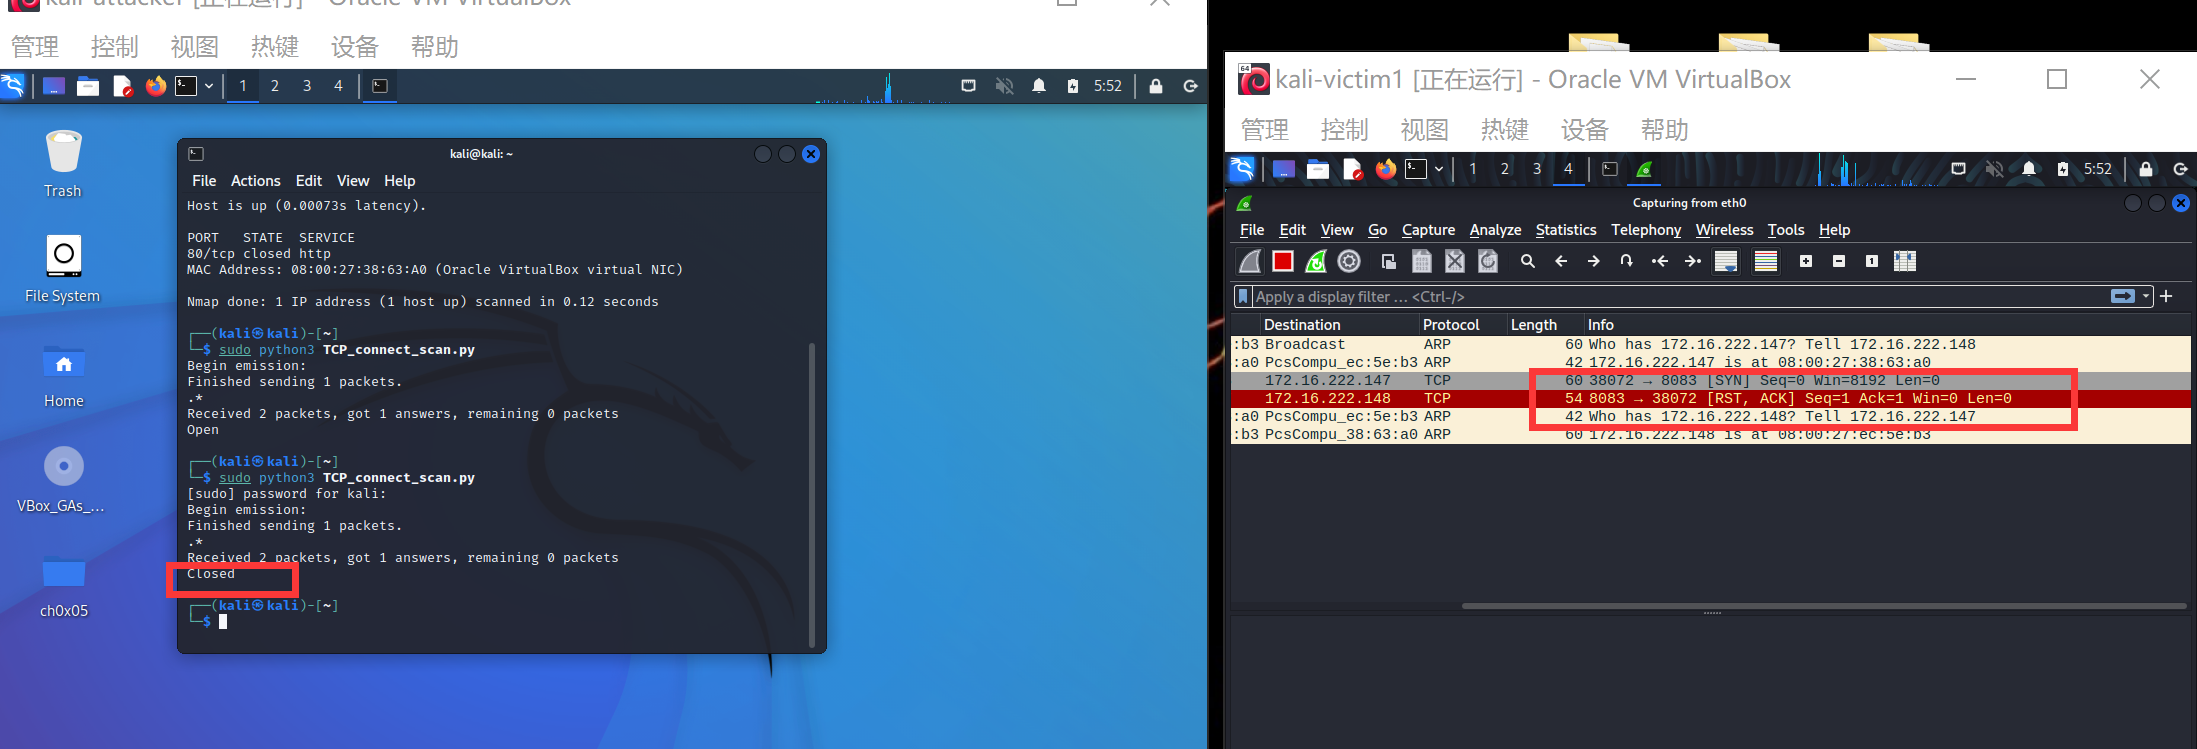 kali-attacker [正在运行] - Oracle VM VirtualBox
管理 控制 视图 热键 设备 帮助
1 2 3 4 5:52
Trash
File System
Home
VBox_GAs_...
ch0x05
kali@kali: ~
File Actions Edit View Help
Host is up (0.00073s latency).
PORT STATE SERVICE
80/tcp closed http
MAC Address: 08:00:27:38:63:A0 (Oracle VirtualBox virtual NIC)
Nmap done: 1 IP address (1 host up) scanned in 0.12 seconds
┌──(kali㉿kali)-[~]
└─$ sudo python3 TCP_connect_scan.py
Begin emission:
Finished sending 1 packets.
.*
Received 2 packets, got 1 answers, remaining 0 packets
Open
┌──(kali㉿kali)-[~]
└─$ sudo python3 TCP_connect_scan.py
[sudo] password for kali:
Begin emission:
Finished sending 1 packets.
.*
Received 2 packets, got 1 answers, remaining 0 packets
Closed
┌──(kali㉿kali)-[~]
└─$
64 kali-victim1 [正在运行] - Oracle VM VirtualBox
管理 控制 视图 热键 设备 帮助
1 2 3 4 5:52
Capturing from eth0
File Edit View Go Capture Analyze Statistics Telephony Wireless Tools Help
Apply a display filter ... <Ctrl-/>
Destination Protocol Length Info
:b3 Broadcast ARP 60 Who has 172.16.222.147? Tell 172.16.222.148
:a0 PcsCompu_ec:5e:b3 ARP 42 172.16.222.147 is at 08:00:27:38:63:a0
172.16.222.147 TCP 60 38072 → 8083 [SYN] Seq=0 Win=8192 Len=0
172.16.222.148 TCP 54 8083 → 38072 [RST, ACK] Seq=1 Ack=1 Win=0 Len=0
:a0 PcsCompu_ec:5e:b3 ARP 42 Who has 172.16.222.148? Tell 172.16.222.147
:b3 PcsCompu_38:63:a0 ARP 60 172.16.222.148 is at 08:00:27:ec:5e:b3